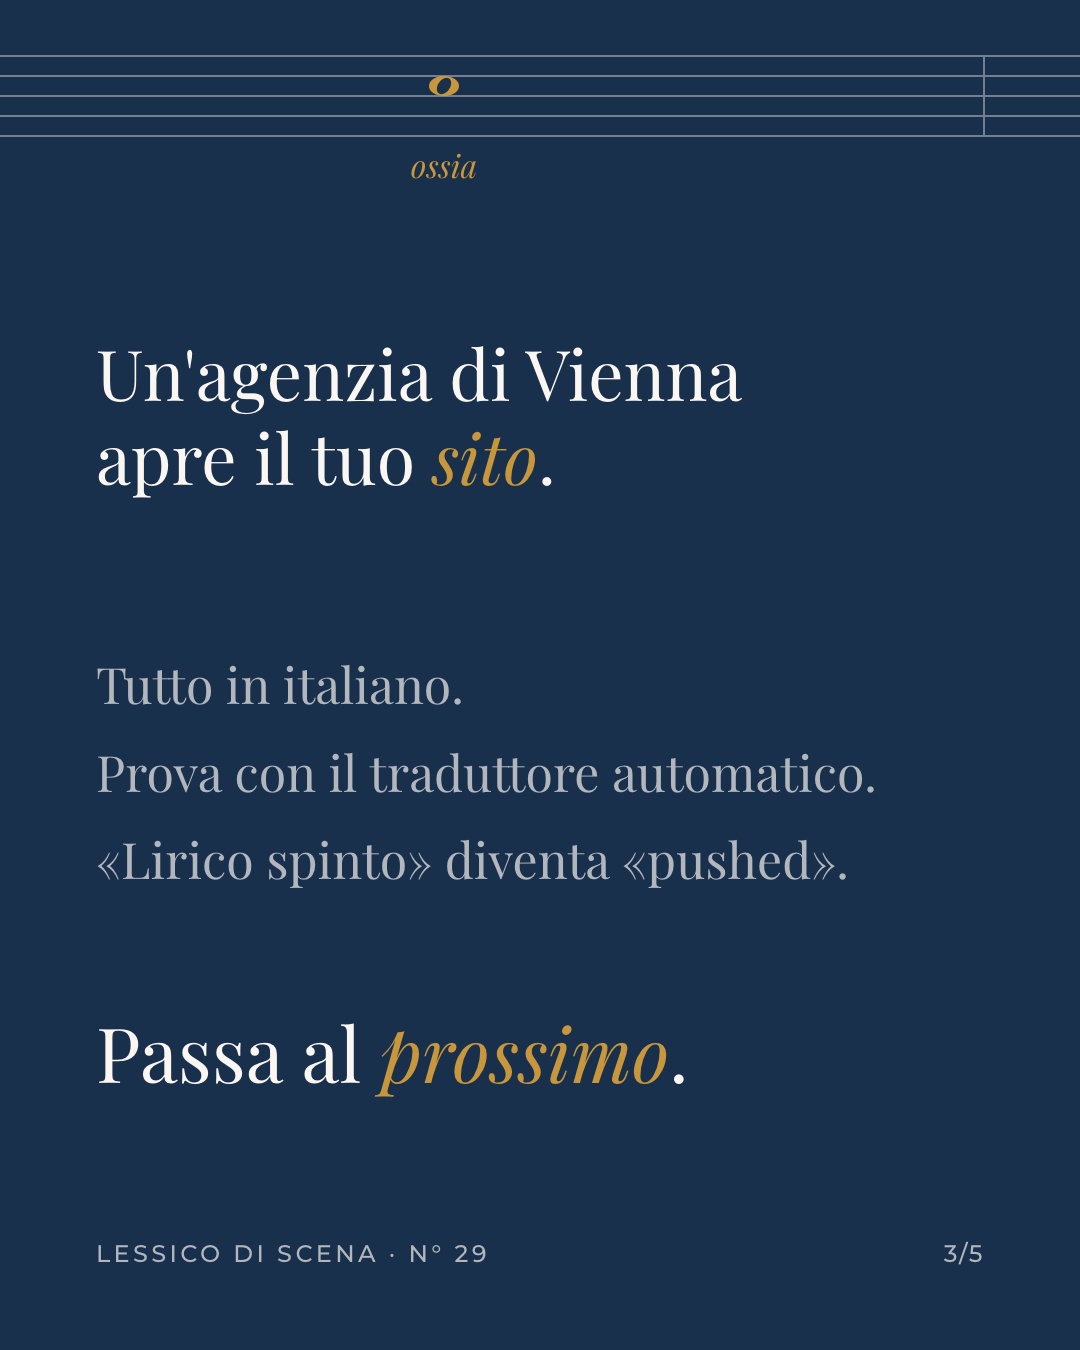 ossia
Un'agenzia di Vienna
apre il tuo sito.
Tutto in italiano.
Prova con il traduttore automatico.
«Lirico spinto» diventa «pushed».
Passa al prossimo.
LESSICO DI SCENA · N° 29
3/5